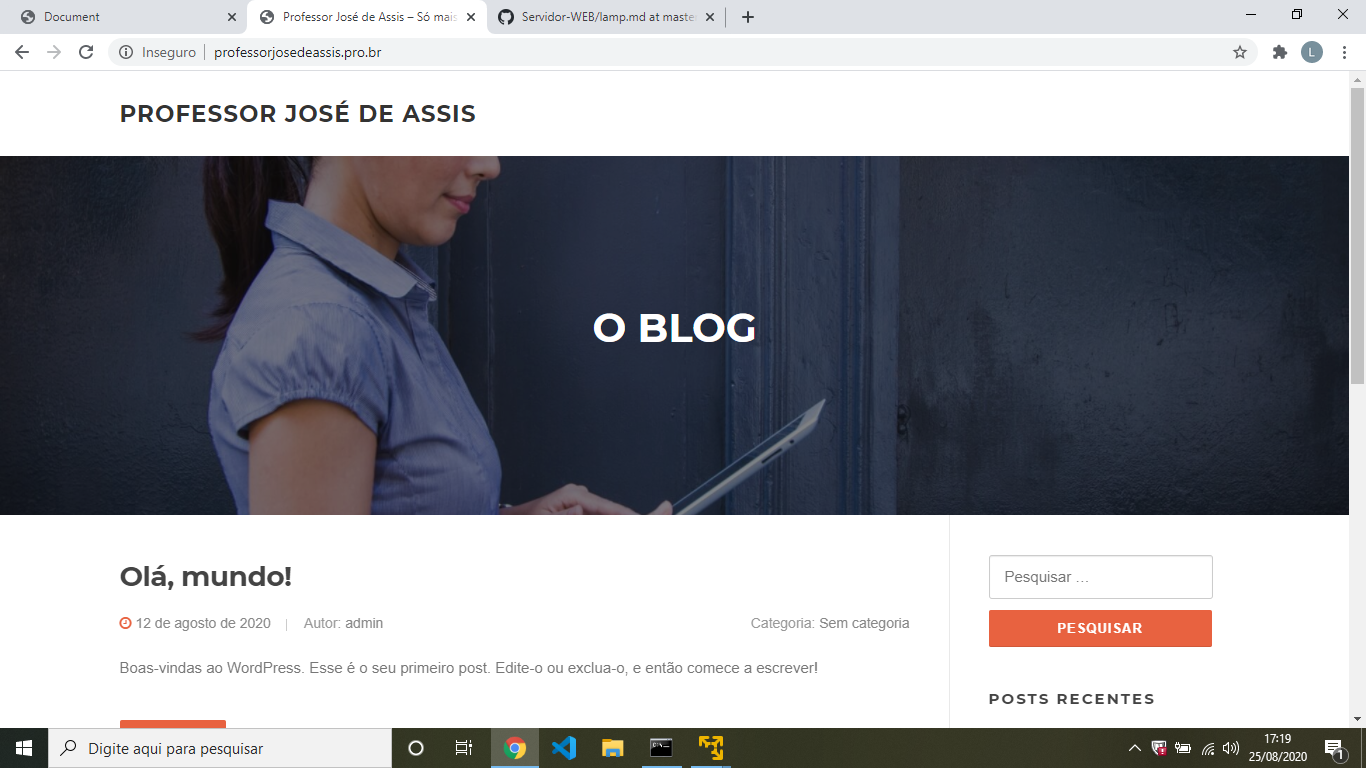 Document
Professor José de Assis – Só mais
Servidor-WEB/lamp.md at maste
Inseguro professorjosedeassis.pro.br
L
PROFESSOR JOSÉ DE ASSIS
O BLOG
Olá, mundo!
12 de agosto de 2020 Autor: admin Categoria: Sem categoria
Boas-vindas ao WordPress. Esse é o seu primeiro post. Edite-o ou exclua-o, e então comece a escrever!
Pesquisar …
PESQUISAR
POSTS RECENTES
Digite aqui para pesquisar
17:19
25/08/2020
1